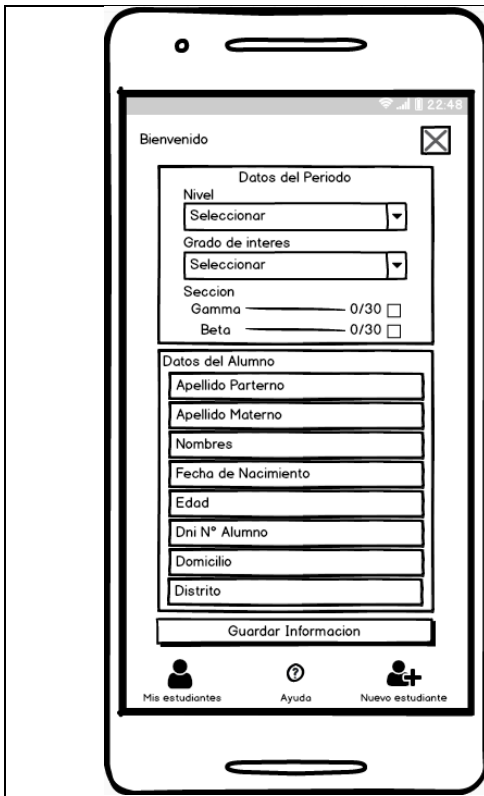 22:48
Bienvenido
Datos del Periodo
Nivel
Seleccionar
Grado de interes
Seleccionar
Seccion
Gamma 0/30
Beta 0/30
Datos del Alumno
Apellido Parterno
Apellido Materno
Nombres
Fecha de Nacimiento
Edad
Dni N° Alumno
Domicilio
Distrito
Guardar Informacion
Mis estudiantes Ayuda Nuevo estudiante